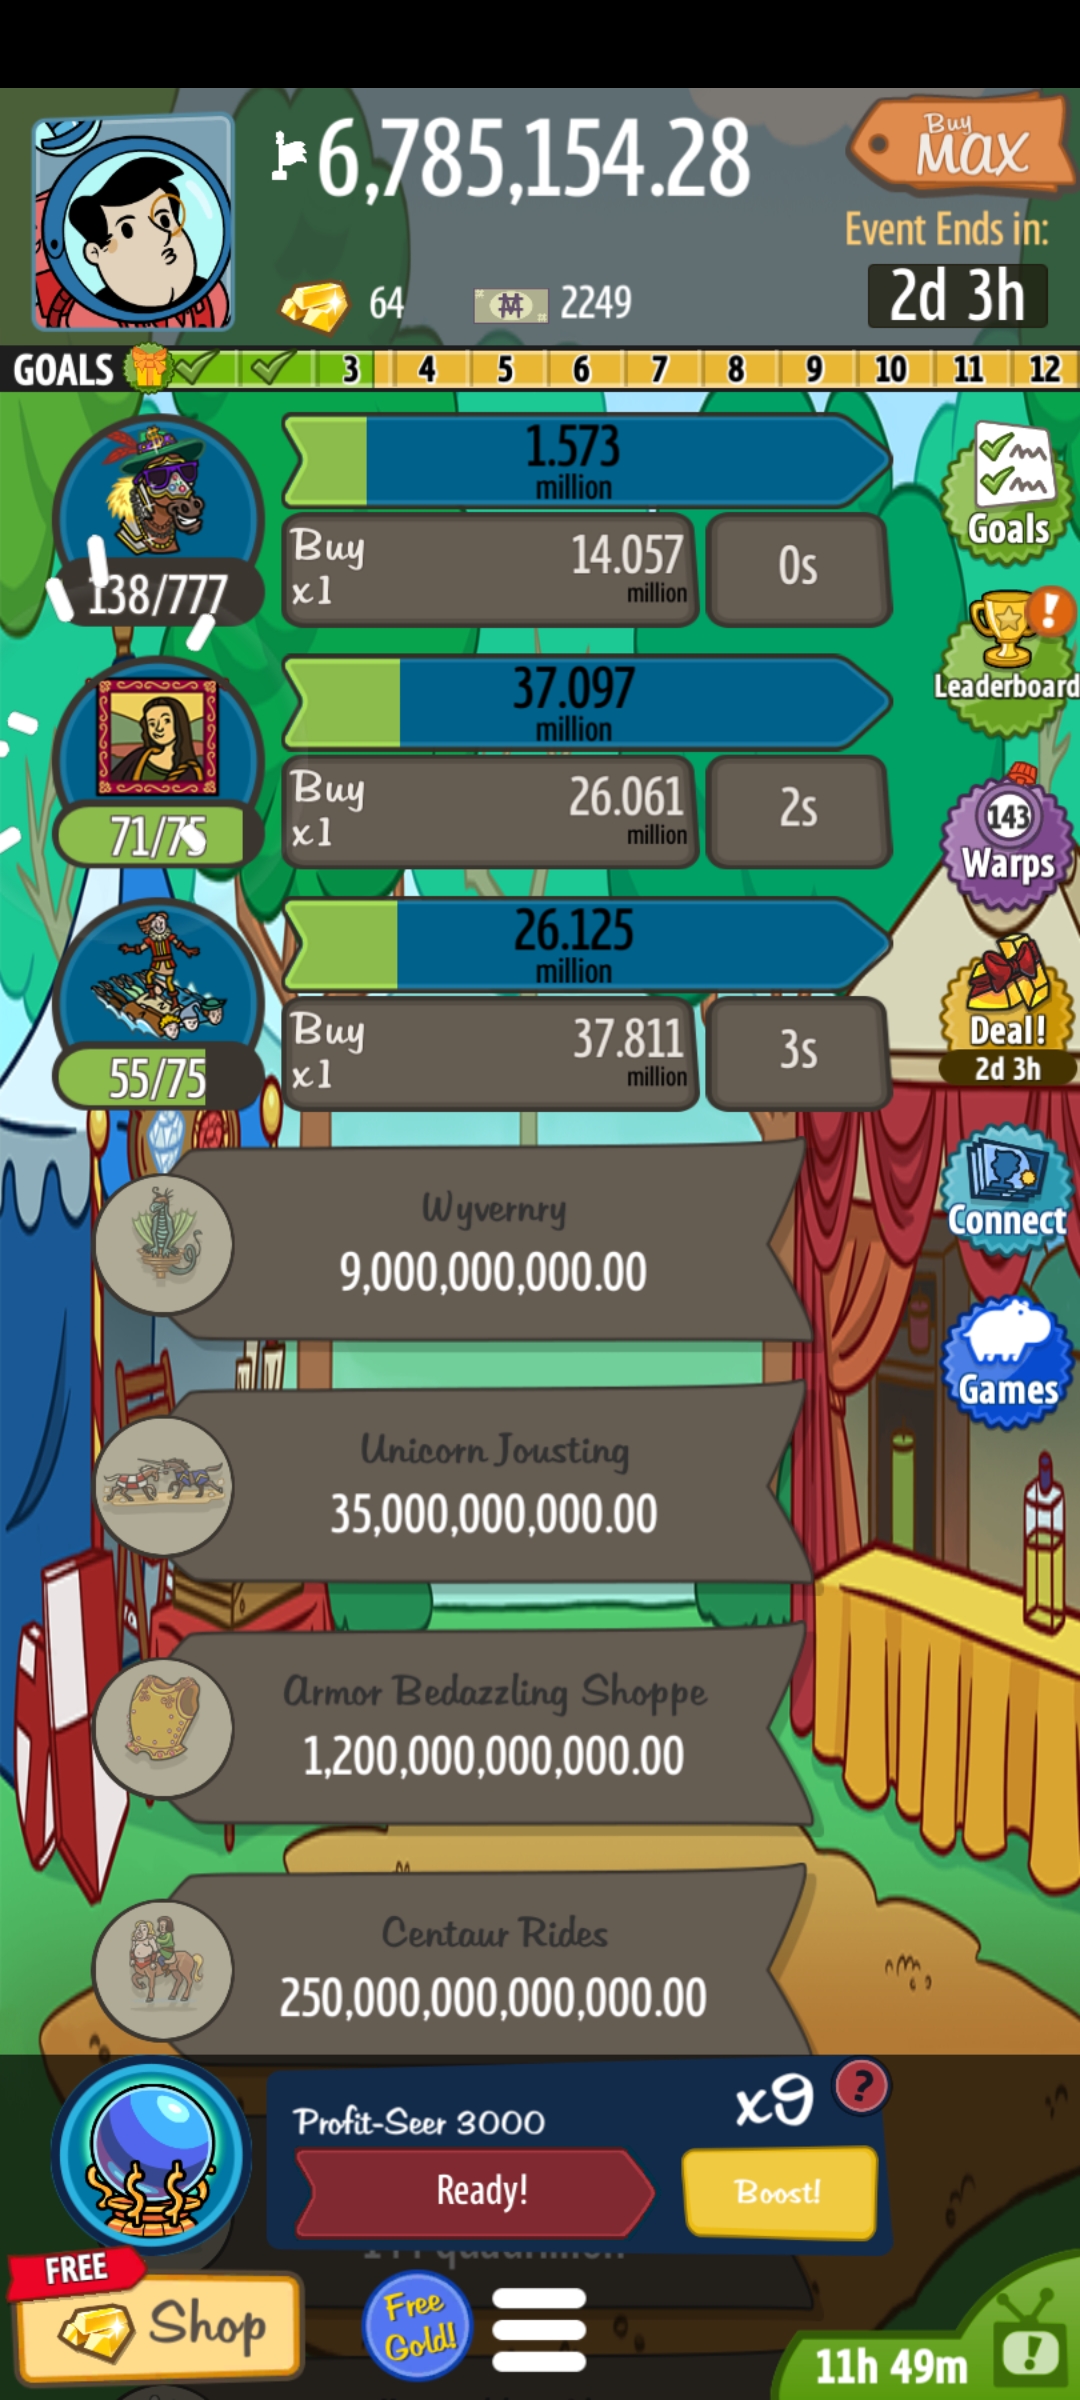 6,785,154.28
Buy
MAX
Event Ends in:
64
2249
2d 3h
GOALS 3 4 5 6 7 8 9 10 11 12
1.573
million
Buy
x1
14.057
million
0s
138/777
Goals
37.097
million
Leaderboard
Buy
x1
26.061
million
2s
71/75
143
Warps
26.125
million
Buy
x1
37.811
million
3s
55/75
Deal!
2d 3h
Wyvernry
9,000,000,000.00
Connect
Unicorn Jousting
35,000,000,000.00
Games
Armor Bedazzling Shoppe
1,200,000,000,000.00
Centaur Rides
250,000,000,000,000.00
Profit-Seer 3000
x9
?
Ready!
Boost!
FREE
Shop
Free
Gold!
11h 49m